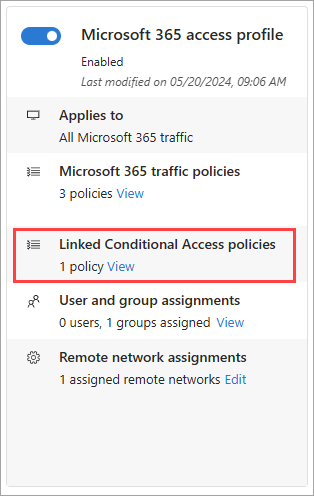 Microsoft 365 access profile
Enabled
Last modified on 05/20/2024, 09:06 AM
Applies to
All Microsoft 365 traffic
Microsoft 365 traffic policies
3 policies View
Linked Conditional Access policies
1 policy View
User and group assignments
0 users, 1 groups assigned View
Remote network assignments
1 assigned remote networks Edit